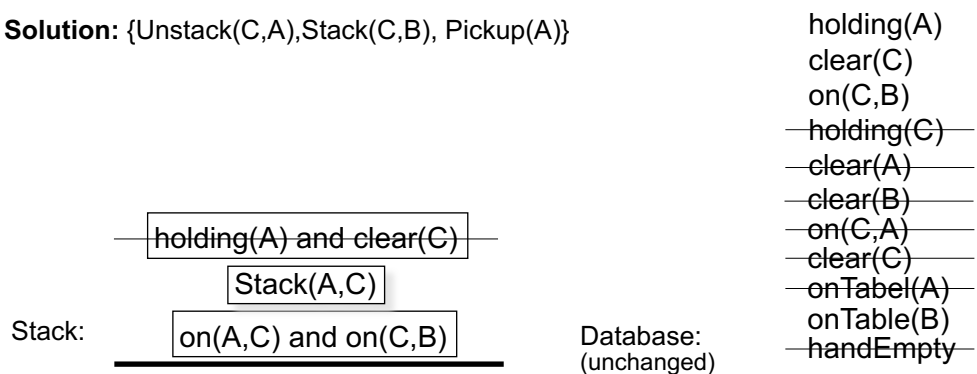 Solution: {Unstack(C,A),Stack(C,B), Pickup(A)}
holding(A) and clear(C)
Stack(A,C)
Stack:
on(A,C) and on(C,B)
Database:
(unchanged)
holding(A)
clear(C)
on(C,B)
holding(C)
clear(A)
clear(B)
on(C,A)
clear(C)
onTabel(A)
onTable(B)
handEmpty